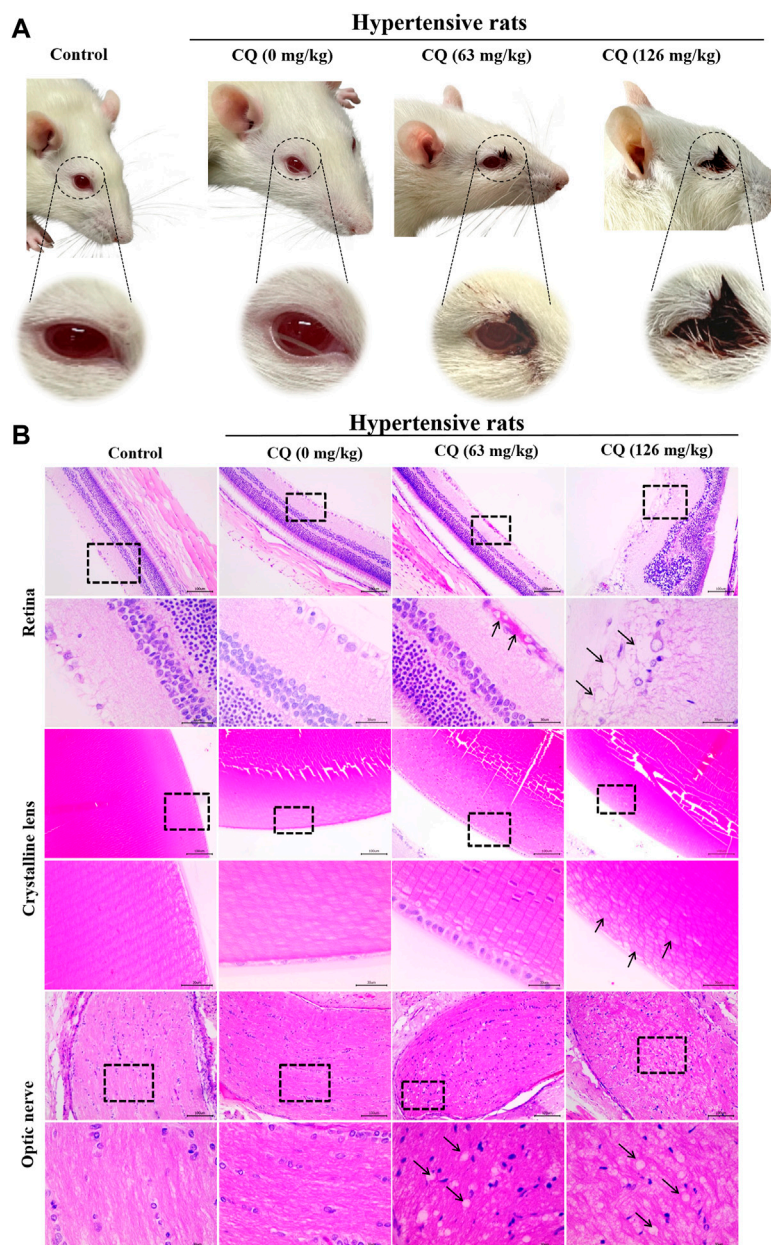 A
Hypertensive rats
Control CQ (0 mg/kg) CQ (63 mg/kg) CQ (126 mg/kg)
B
Hypertensive rats
Control CQ (0 mg/kg) CQ (63 mg/kg) CQ (126 mg/kg)
Retina
Crystalline lens
Optic nerve